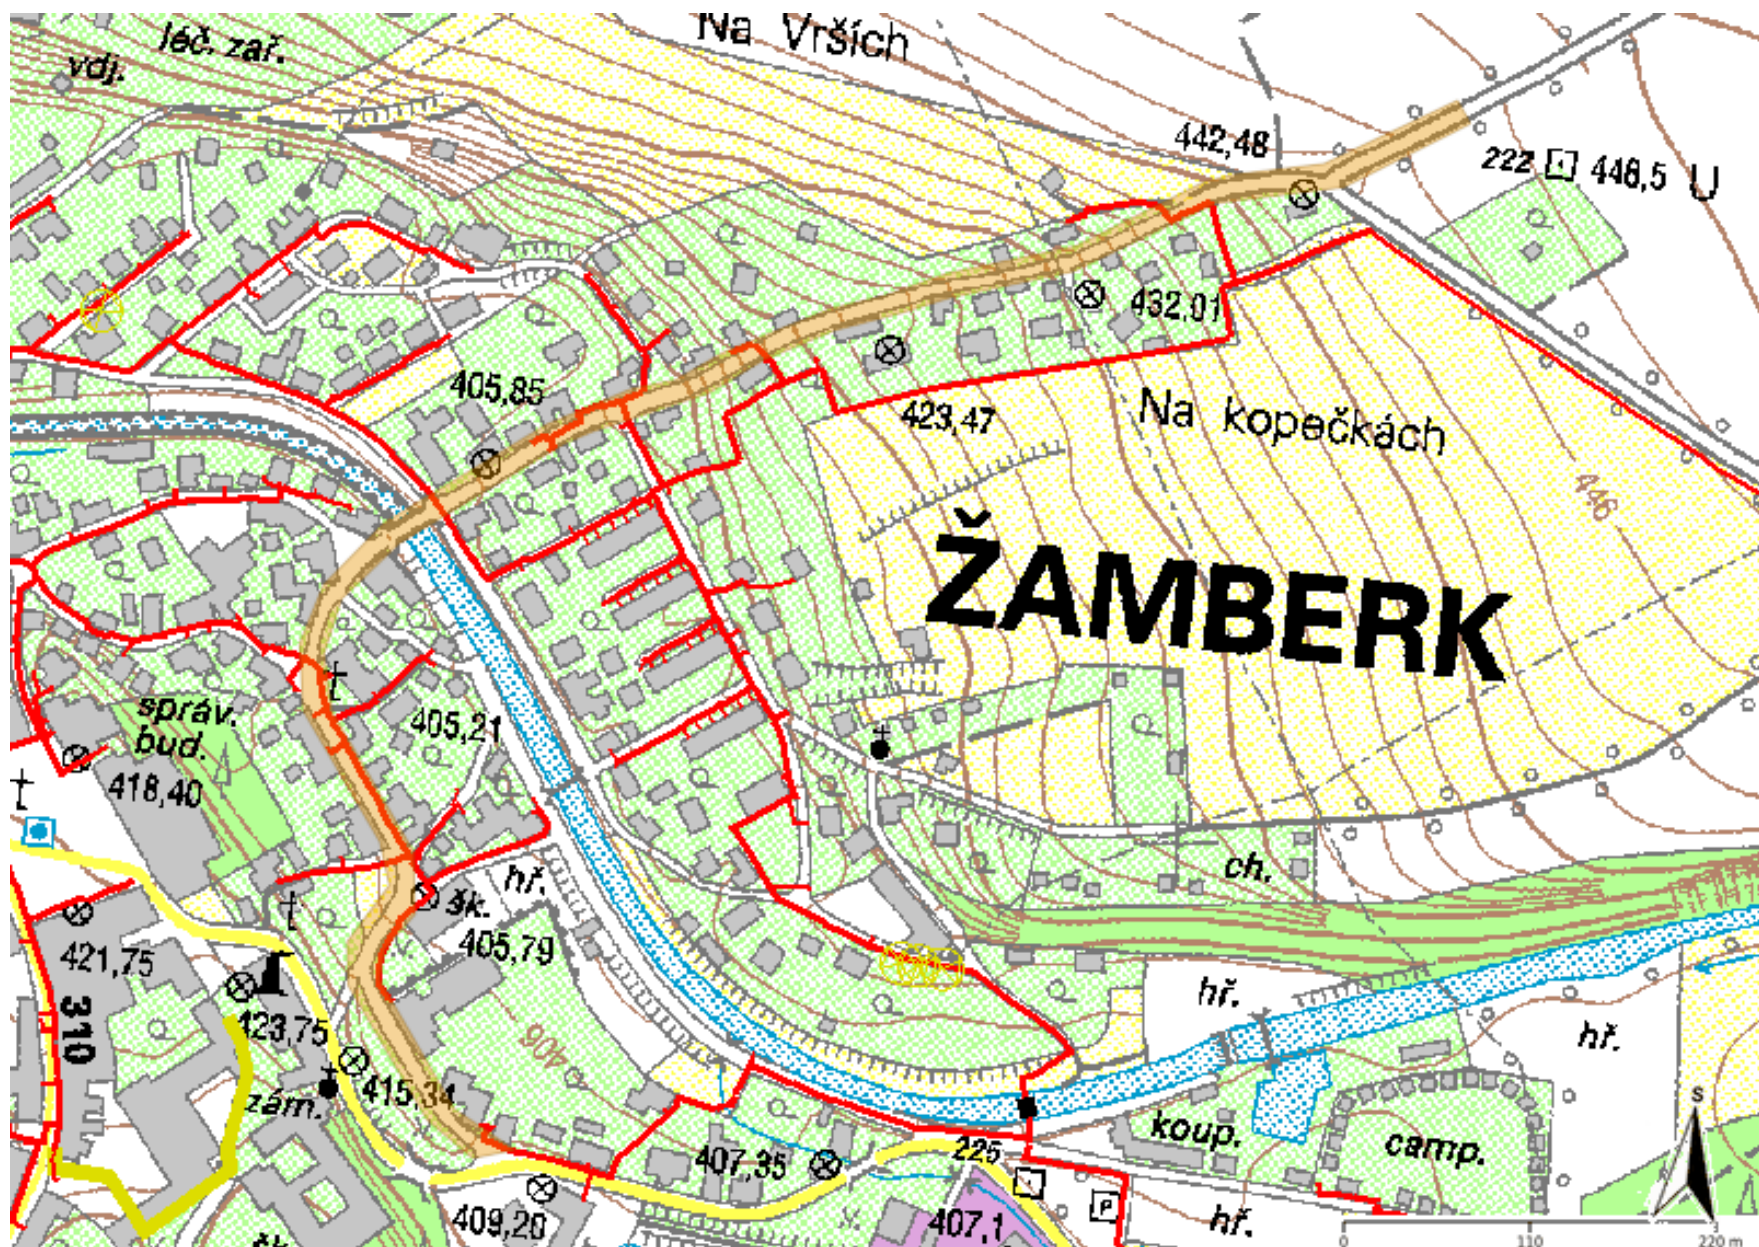 Na Vrších
léč. zař.
vdj.
442,48
222
448,5
U
432,01
405,85
423,47
Na kopečkách
446
ŽAMBERK
správ.
bud.
405,21
418,40
ch.
hř.
šk.
405,79
421,75
310
423,75
406
hř.
hř.
zám.
415,34
koup.
camp.
S
407,35
225
P
409,20
407,1
hř.
0 110 220 m